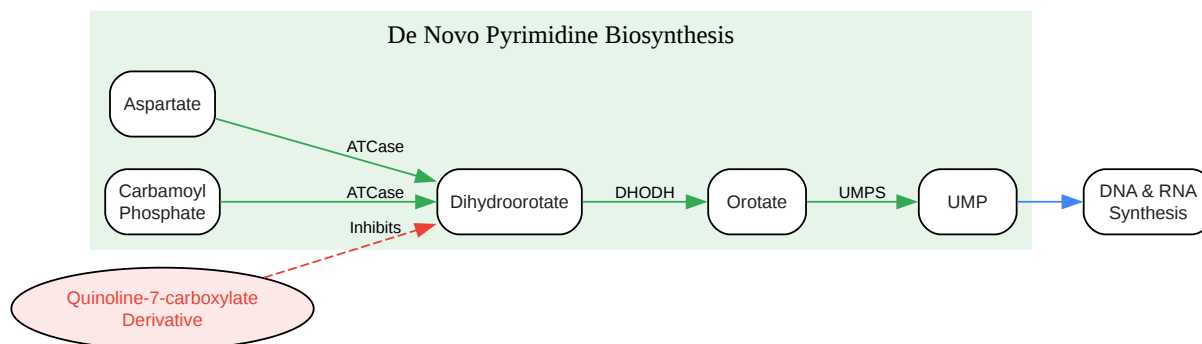 De Novo Pyrimidine Biosynthesis
Aspartate
ATCase
Carbamoyl
Phosphate
ATCase
Inhibits
Dihydroorotate
DHODH
Orotate
UMPS
UMP
DNA & RNA
Synthesis
Quinoline-7-carboxylate
Derivative